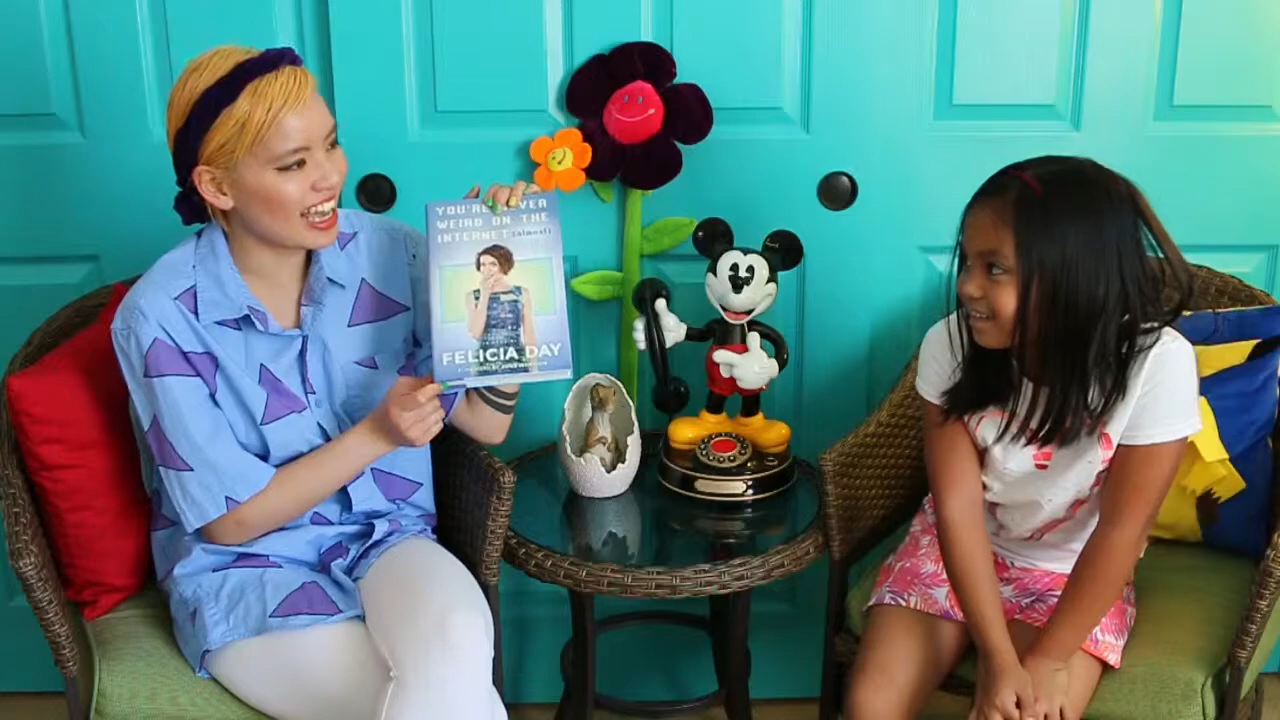 YOU'RE NEVER
WEIRD ON THE
INTERNET (almost)
FELICIA DAY